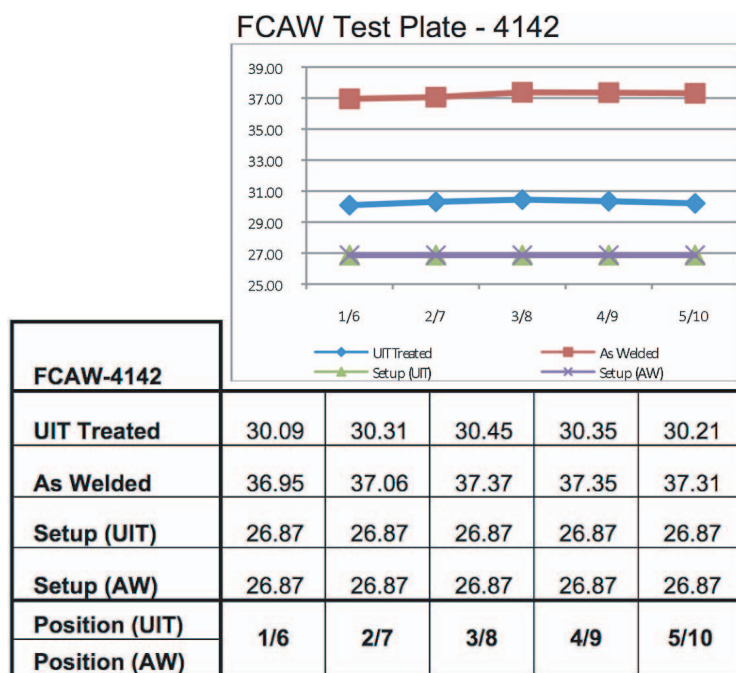 FCAW Test Plate - 4142
39.00
37.00
35.00
33.00
31.00
29.00
27.00
25.00
1/6 2/7 3/8 4/9 5/10
UIT Treated As Welded
Setup (UIT) Setup (AW)
FCAW-4142
UIT Treated 30.09 30.31 30.45 30.35 30.21
As Welded 36.95 37.06 37.37 37.35 37.31
Setup (UIT) 26.87 26.87 26.87 26.87 26.87
Setup (AW) 26.87 26.87 26.87 26.87 26.87
Position (UIT) 1/6 2/7 3/8 4/9 5/10
Position (AW)